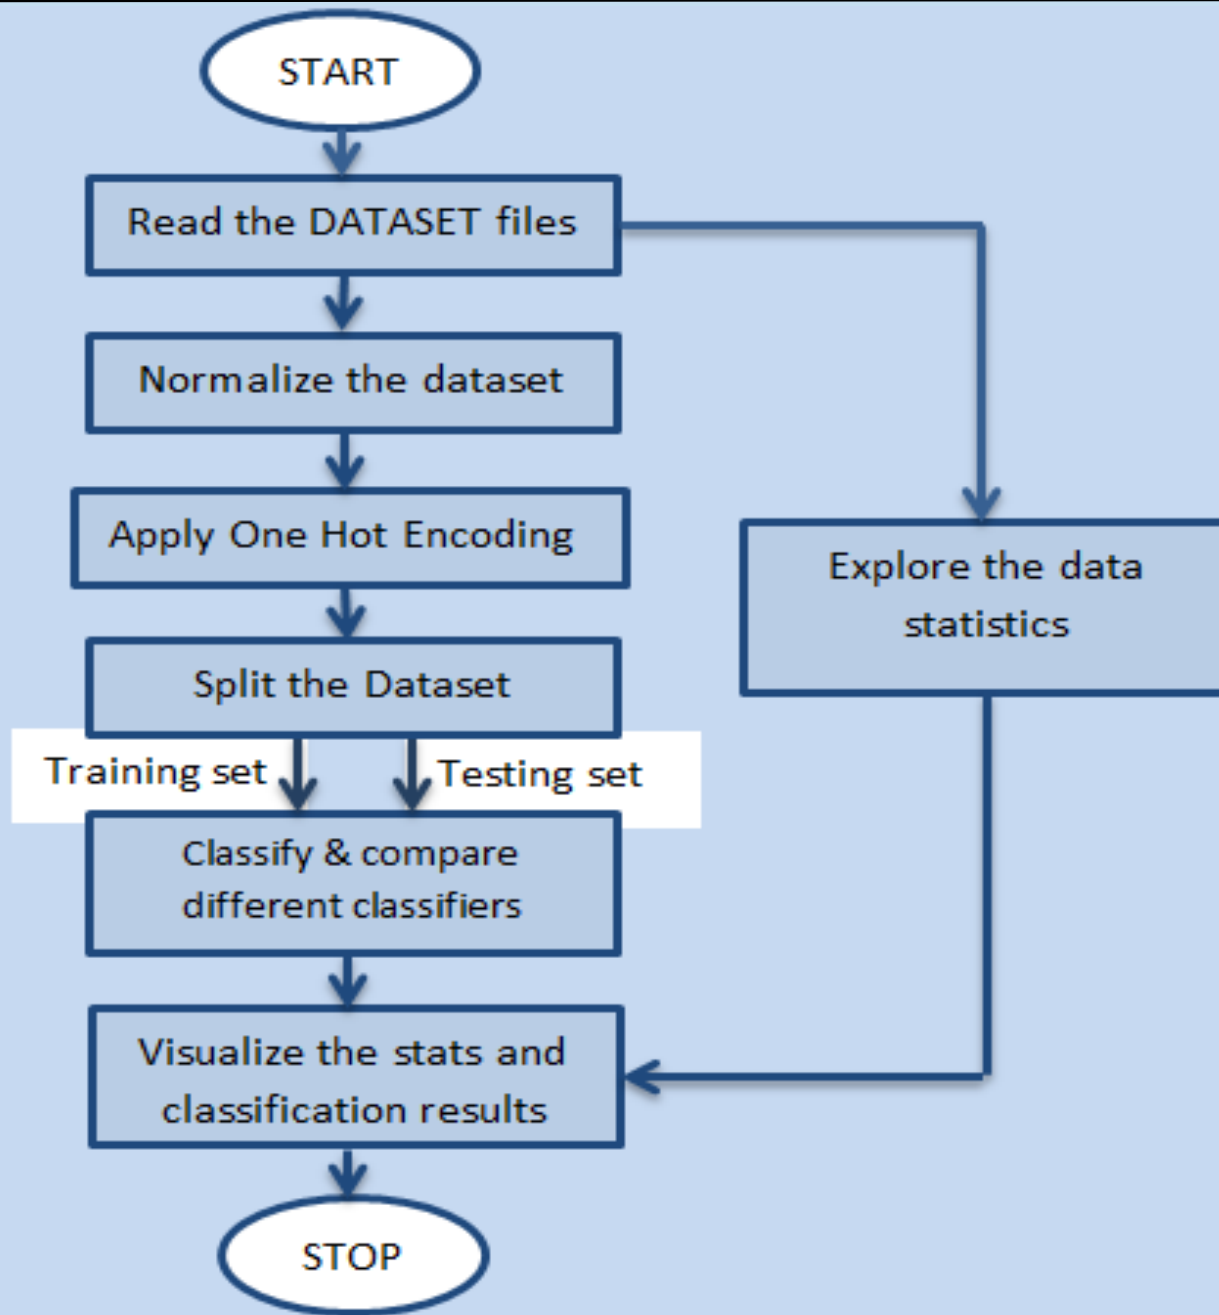 START
Read the DATASET files
Normalize the dataset
Apply One Hot Encoding
Explore the data
statistics
Split the Dataset
Training set
Testing set
Classify & compare
different classifiers
Visualize the stats and
classification results
STOP